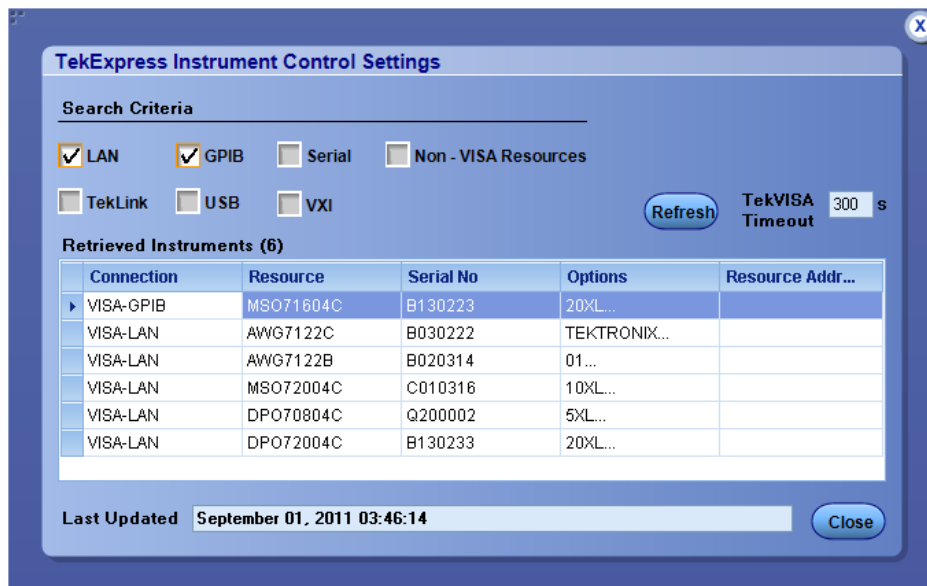 X
TekExpress Instrument Control Settings
Search Criteria
LAN GPIB Serial Non - VISA Resources
TekLink USB VXI
Refresh TekVISA Timeout 300 s
Retrieved Instruments (6)
Connection Resource Serial No Options Resource Addr...
VISA-GPIB MSO71604C B130223 20XL...
VISA-LAN AWG7122C B030222 TEKTRONIX...
VISA-LAN AWG7122B B020314 01...
VISA-LAN MSO72004C C010316 10XL...
VISA-LAN DPO70804C Q200002 5XL...
VISA-LAN DPO72004C B130233 20XL...
Last Updated September 01, 2011 03:46:14 Close